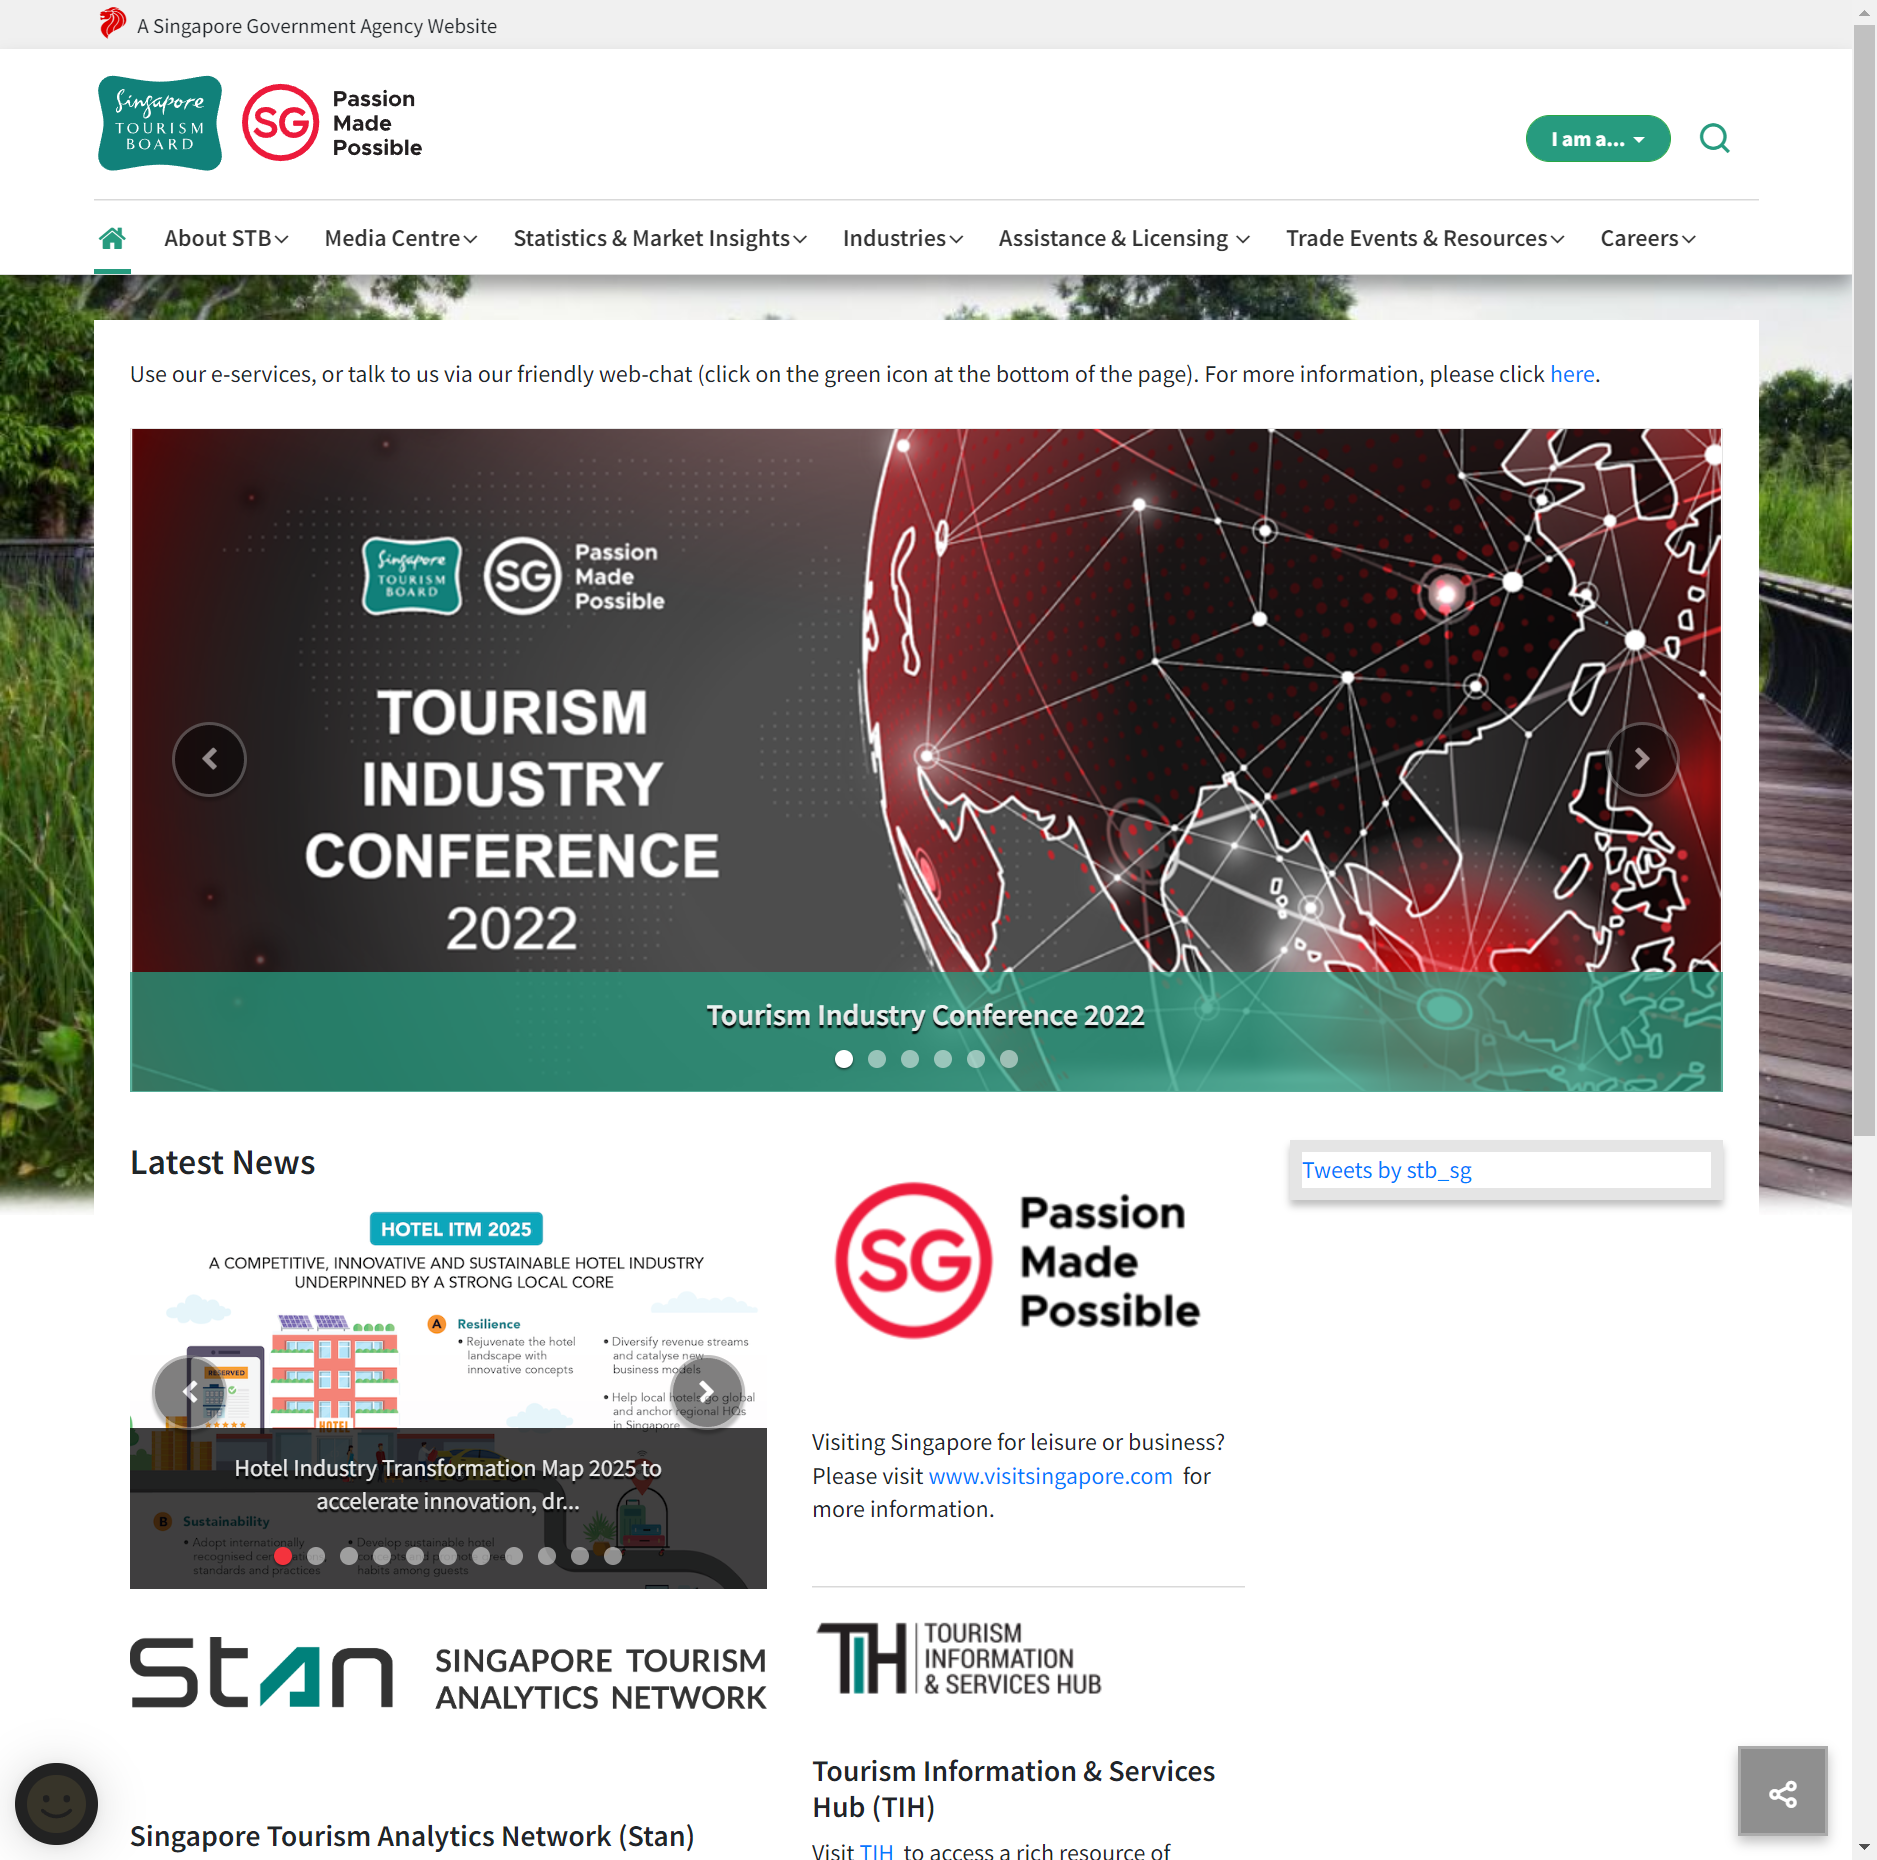 A Singapore Government Agency Website
Singapore
TOURISM
BOARD
SG
Passion
Made
Possible
I am a...
About STB
Media Centre
Statistics & Market Insights
Industries
Assistance & Licensing
Trade Events & Resources
Careers
Use our e-services, or talk to us via our friendly web-chat (click on the green icon at the bottom of the page). For more information, please click here.
Singapore
TOURISM
BOARD
SG
Passion
Made
Possible
TOURISM
INDUSTRY
CONFERENCE
2022
Tourism Industry Conference 2022
Latest News
HOTEL ITM 2025
A COMPETITIVE, INNOVATIVE AND SUSTAINABLE HOTEL INDUSTRY
UNDERPINNED BY A STRONG LOCAL CORE
A Resilience
• Rejuvenate the hotel
landscape with
innovative concepts
• Diversify revenue streams
and catalyse new
business models
• Help local hotels go global
and anchor regional HQs
in Singapore
RESERVED
HOTEL
Hotel Industry Transformation Map 2025 to
accelerate innovation, dr...
B Sustainability
• Adopt internationally
recognised
standards and practices
• Develop sustainable hotel
habits among guests
SG
Passion
Made
Possible
Visiting Singapore for leisure or business?
Please visit www.visitsingapore.com for
more information.
Tweets by stb_sg
Stan
SINGAPORE TOURISM
ANALYTICS NETWORK
Singapore Tourism Analytics Network (Stan)
TIH
TOURISM
INFORMATION
& SERVICES HUB
Tourism Information & Services
Hub (TIH)
Visit TIH to access a rich resource of